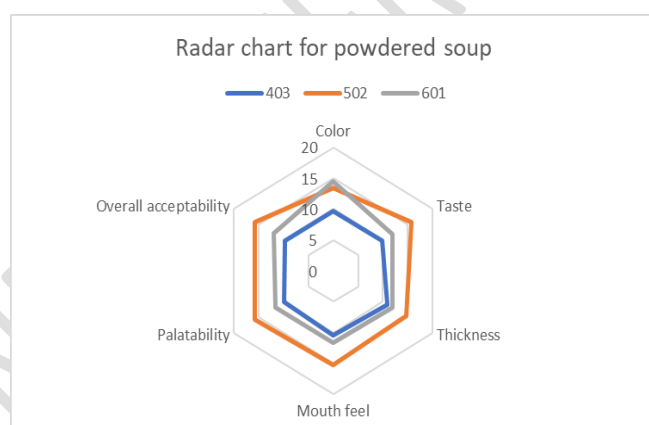 Radar chart for powdered soup
403 502 601
Color
20
15
Overall acceptability Taste
10
5
0
Palatability Thickness
Mouth feel